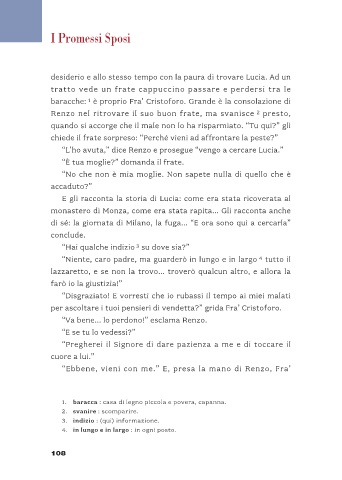 I Promessi Sposi
desiderio e allo stesso tempo con la paura di trovare Lucia. Ad un
tratto vede un frate cappuccino passare e perdersi tra le
baracche: 1 è proprio Fra’ Cristoforo. Grande è la consolazione di
Renzo nel ritrovare il suo buon frate, ma svanisce 2 presto,
quando si accorge che il male non lo ha risparmiato. “Tu qui?” gli
chiede il frate sorpreso: “Perché vieni ad affrontare la peste?”
“L’ho avuta,” dice Renzo e prosegue “vengo a cercare Lucia.”
“È tua moglie?” domanda il frate.
“No che non è mia moglie. Non sapete nulla di quello che è
accaduto?”
E gli racconta la storia di Lucia: come era stata ricoverata al
monastero di Monza, come era stata rapita... Gli racconta anche
di sé: la giornata di Milano, la fuga... “E ora sono qui a cercarla”
conclude.
“Hai qualche indizio 3 su dove sia?”
“Niente, caro padre, ma guarderò in lungo e in largo 4 tutto il
lazzaretto, e se non la trovo... troverò qualcun altro, e allora la
farò io la giustizia!”
“Disgraziato! E vorresti che io rubassi il tempo ai miei malati
per ascoltare i tuoi pensieri di vendetta?” grida Fra’ Cristoforo.
“Va bene... lo perdono!” esclama Renzo.
“E se tu lo vedessi?”
“Pregherei il Signore di dare pazienza a me e di toccare il
cuore a lui.”
“Ebbene, vieni con me.” E, presa la mano di Renzo, Fra’
1. baracca : casa di legno piccola e povera, capanna.
2. svanire : scomparire.
3. indizio : (qui) informazione.
4. in lungo e in largo : in ogni posto.
108